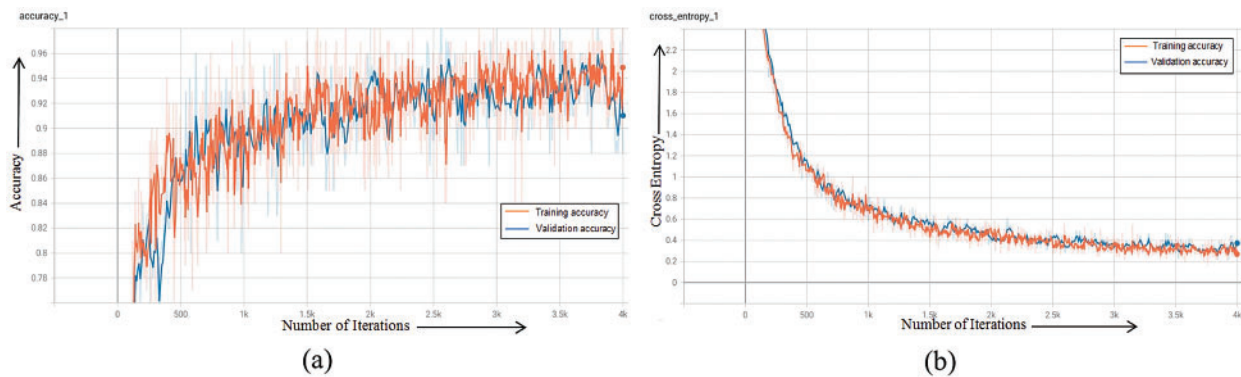 accuracy_1
0.96
0.94
0.92
0.9
0.88
0.86
0.84
0.82
0.8
0.78
Accuracy
Training accuracy
Validation accuracy
0
500
1k
1.5k
2k
2.5k
3k
3.5k
4k
Number of Iterations
(a)
cross_entropy_1
2.2
2
1.8
1.6
1.4
1.2
1
0.8
0.6
0.4
0.2
0
Cross Entropy
Training accuracy
Validation accuracy
0
500
1k
1.5k
2k
2.5k
3k
3.5k
4k
Number of Iterations
(b)